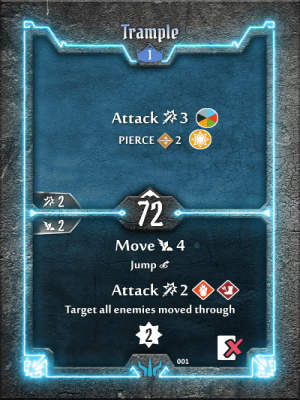 Trample
1
Attack 3
PIERCE 2
2
72
2
Move 4
Jump
Attack 2
Target all enemies moved through
2
001